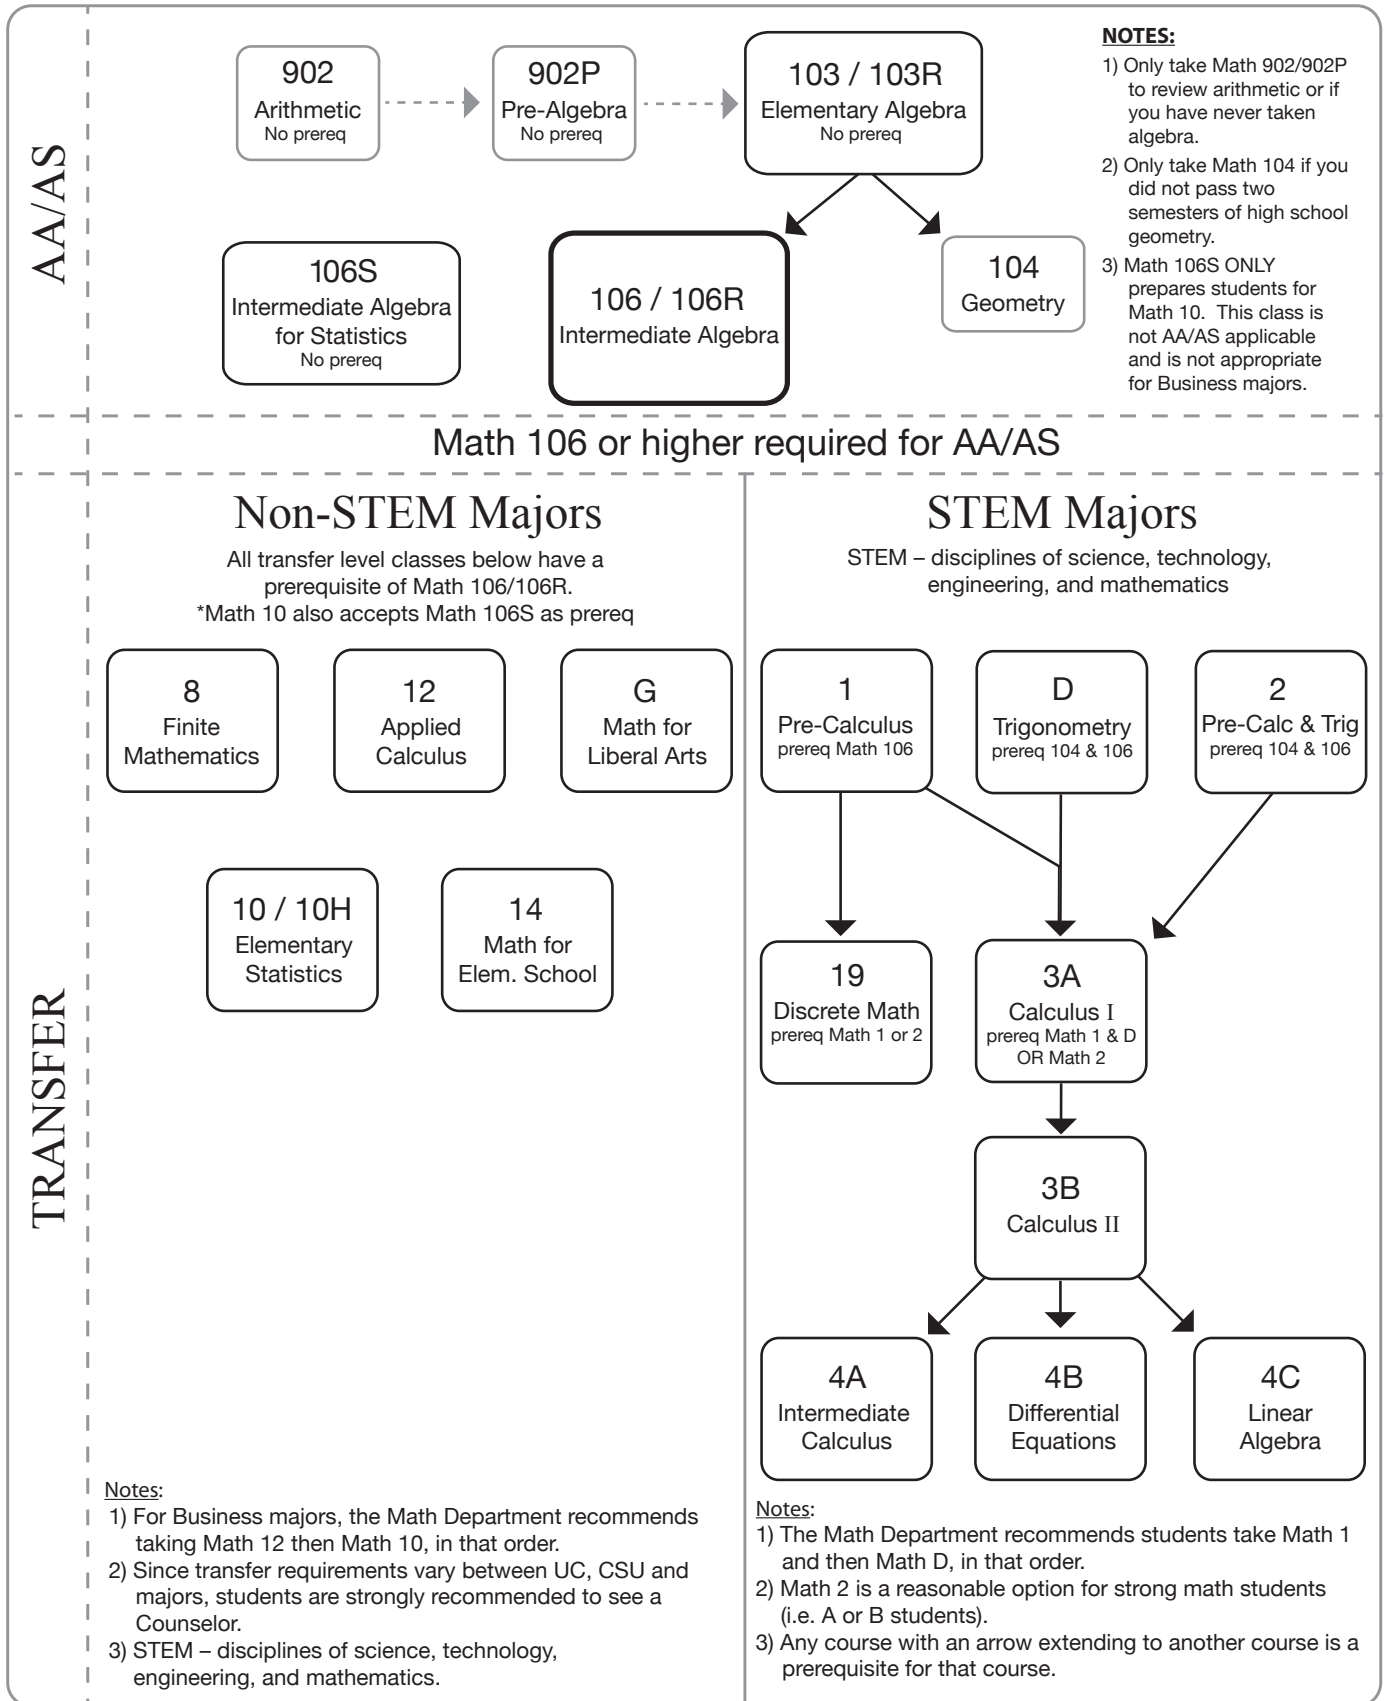 AA/AS
902
Arithmetic
No prereq
902P
Pre-Algebra
No prereq
103 / 103R
Elementary Algebra
No prereq
NOTES:
1) Only take Math 902/902P
to review arithmetic or if
you have never taken
algebra.
2) Only take Math 104 if you
did not pass two
semesters of high school
geometry.
3) Math 106S ONLY
prepares students for
Math 10. This class is
not AA/AS applicable
and is not appropriate
for Business majors.
106S
Intermediate Algebra
for Statistics
No prereq
106 / 106R
Intermediate Algebra
104
Geometry
Math 106 or higher required for AA/AS
TRANSFER
Non-STEM Majors
All transfer level classes below have a
prerequisite of Math 106/106R.
*Math 10 also accepts Math 106S as prereq
8
Finite
Mathematics
12
Applied
Calculus
G
Math for
Liberal Arts
10 / 10H
Elementary
Statistics
14
Math for
Elem. School
Notes:
1) For Business majors, the Math Department recommends
taking Math 12 then Math 10, in that order.
2) Since transfer requirements vary between UC, CSU and
majors, students are strongly recommended to see a
Counselor.
3) STEM – disciplines of science, technology,
engineering, and mathematics.
STEM Majors
STEM – disciplines of science, technology,
engineering, and mathematics
1
Pre-Calculus
prereq Math 106
D
Trigonometry
prereq 104 & 106
2
Pre-Calc & Trig
prereq 104 & 106
19
Discrete Math
prereq Math 1 or 2
3A
Calculus I
prereq Math 1 & D
OR Math 2
3B
Calculus II
4A
Intermediate
Calculus
4B
Differential
Equations
4C
Linear
Algebra
Notes:
1) The Math Department recommends students take Math 1
and then Math D, in that order.
2) Math 2 is a reasonable option for strong math students
(i.e. A or B students).
3) Any course with an arrow extending to another course is a
prerequisite for that course.